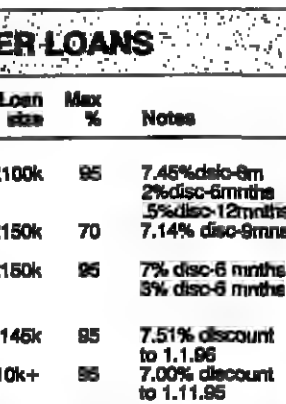 ER LOANS
Loan Max
size % Notes
100k 95 7.45%dsic-6m
2%disc-6mnths
.5%disc-12mnths
150k 70 7.14% disc-9mns
150k 95 7% disc-6 mnths
3% disc-6 mnths
145k 95 7.51% discount
to 1.1.96
10k+ 95 7.00% discount
to 1.11.95